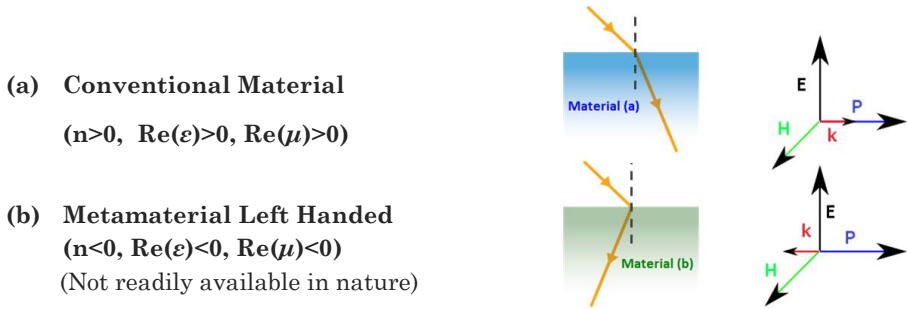 (a) Conventional Material
(n>0, Re(ε)>0, Re(μ)>0)
Material (a)
E
P
H
k
(b) Metamaterial Left Handed
(n<0, Re(ε)<0, Re(μ)<0)
(Not readily available in nature)
Material (b)
E
k
P
H